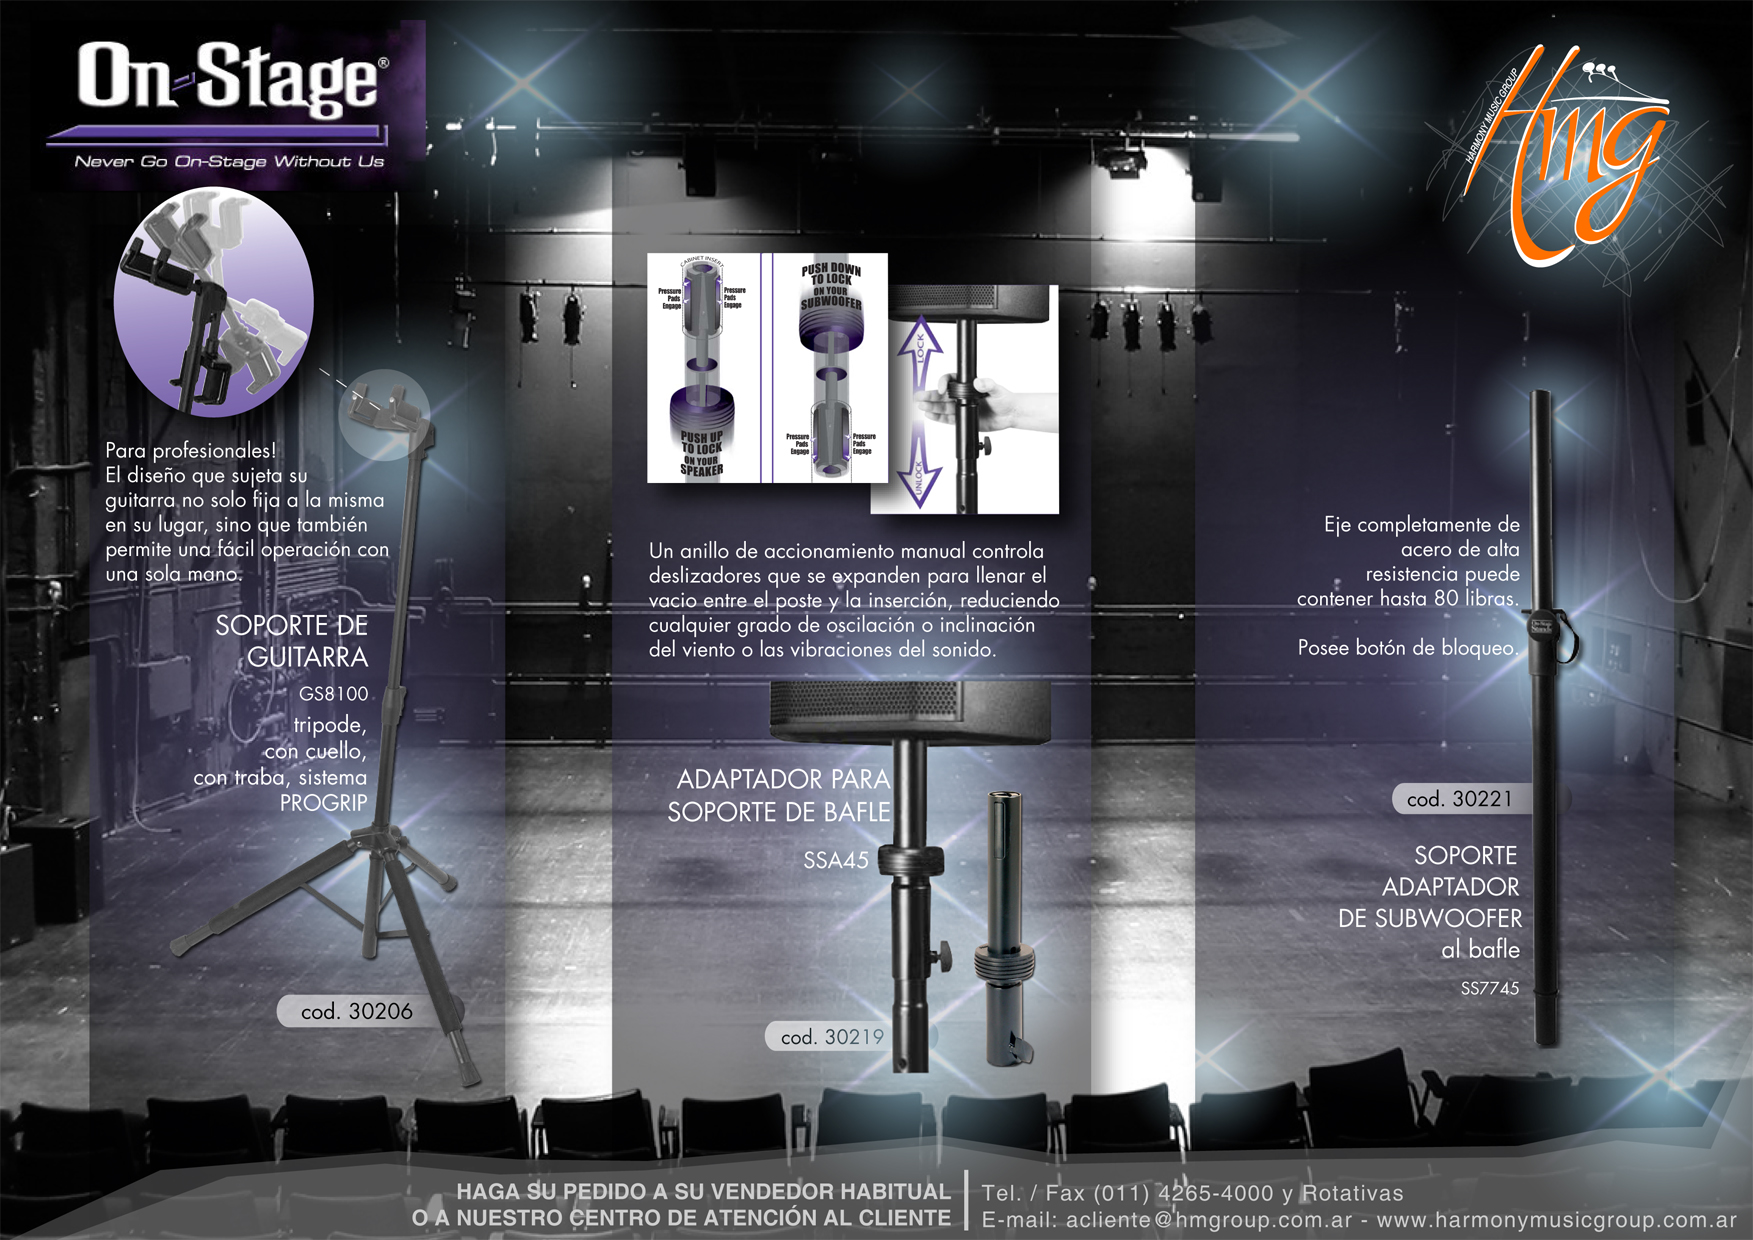 On-Stage®
Never Go On-Stage Without Us
HARMONY MUSIC GROUP
Hmg
CABINET INSERT
Pressure
Pads
Engage
Pressure
Pads
Engage
PUSH UP
TO LOCK
ON YOUR
SPEAKER
PUSH DOWN
TO LOCK
ON YOUR
SUBWOOFER
Pressure
Pads
Engage
Pressure
Pads
Engage
LOCK
UNLOCK
Para profesionales!
El diseño que sujeta su
guitarra no solo fija a la misma
en su lugar, sino que también
permite una fácil operación con
una sola mano.
SOPORTE DE
GUITARRA
GS8100
tripode,
con cuello,
con traba, sistema
PROGRIP
cod. 30206
Un anillo de accionamiento manual controla
deslizadores que se expanden para llenar el
vacio entre el poste y la inserción, reduciendo
cualquier grado de oscilación o inclinación
del viento o las vibraciones del sonido.
ADAPTADOR PARA
SOPORTE DE BAFLE
SSA45
cod. 30219
Eje completamente de
acero de alta
resistencia puede
contener hasta 80 libras.
Posee botón de bloqueo.
On-Stage
Stands
cod. 30221
SOPORTE
ADAPTADOR
DE SUBWOOFER
al bafle
SS7745
HAGA SU PEDIDO A SU VENDEDOR HABITUAL
O A NUESTRO CENTRO DE ATENCIÓN AL CLIENTE
Tel. / Fax (011) 4265-4000 y Rotativas
E-mail: acliente@hmgroup.com.ar - www.harmonymusicgroup.com.ar